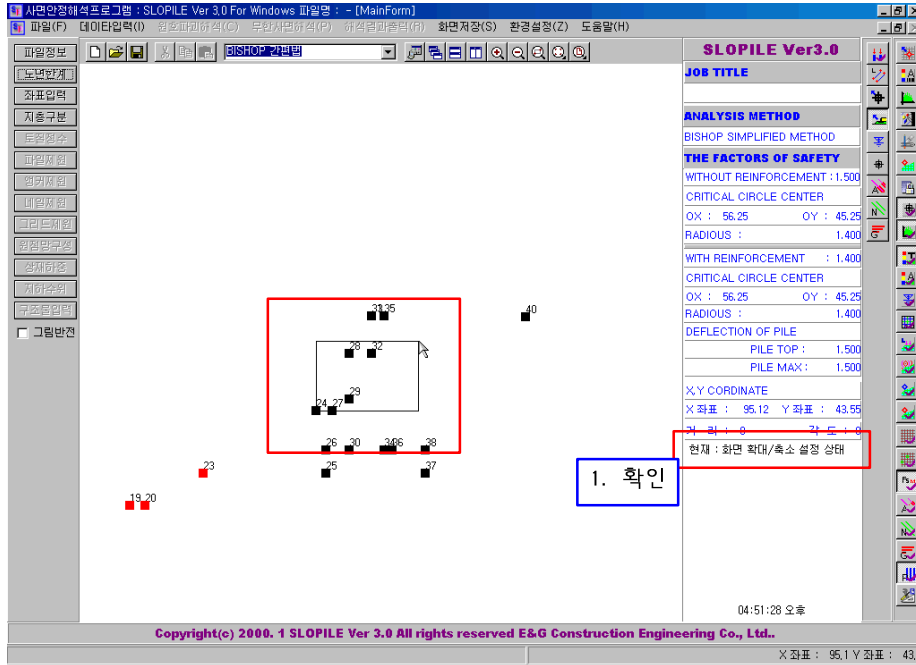 사면안정해석프로그램 : SLOPILE Ver 3,0 For Windows 파일명 : - [MainForm]
파일(F) 데이타입력(I) 원호파괴해석(C) 무한사면해석(P) 해석결과출력(H) 화면저장(S) 환경설정(Z) 도움말(H)
파일정보
BISHOP 간편법
도면한계
좌표입력
지층구분
토질정수
파일제원
앵커제원
네일제원
그리드제원
원점망구성
상재하중
지하수위
구조물입력
그림반전
35
40
28 32
29
24 27
26 30 36 38
25 37
23
19 20
SLOPILE Ver3.0
JOB TITLE
ANALYSIS METHOD
BISHOP SIMPLIFIED METHOD
THE FACTORS OF SAFETY
WITHOUT REINFORCEMENT : 1.500
CRITICAL CIRCLE CENTER
OX : 56.25 OY : 45.25
RADIOUS : 1.400
WITH REINFORCEMENT : 1.400
CRITICAL CIRCLE CENTER
OX : 56.25 OY : 45.25
RADIOUS : 1.400
DEFLECTION OF PILE
PILE TOP : 1.500
PILE MAX : 1.500
X,Y CORDINATE
X 좌표 : 95.12 Y 좌표 : 43.55
거 리 : 0 각 도 : 0
현재 : 화면 확대/축소 설정 상태
1. 확인
04:51:28 오후
Copyright(c) 2000. 1 SLOPILE Ver 3.0 All rights reserved E&G Construction Engineering Co., Ltd..
X 좌표 : 95,1 Y 좌표 : 43,